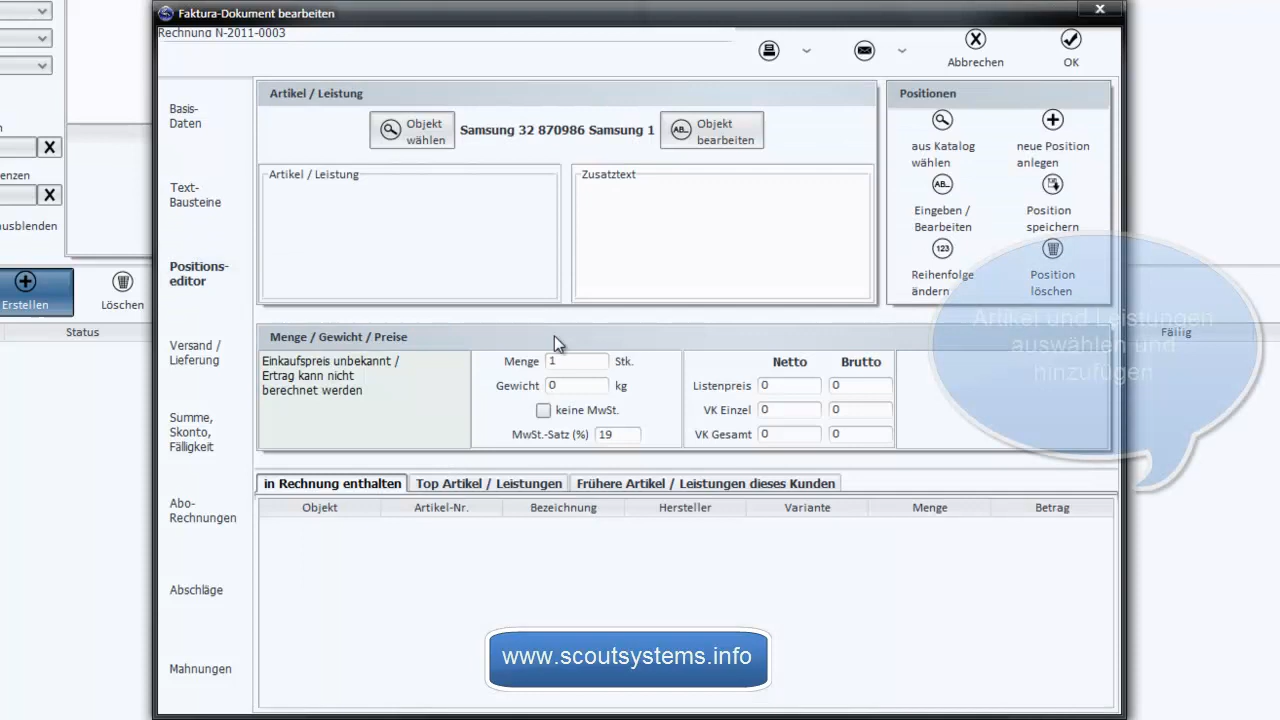 Faktura-Dokument bearbeiten
X
Rechnung N-2011-0003
Abbrechen
OK
X
enzen
X
usblenden
Erstellen
Löschen
Status
Basis-
Daten
Text-
Bausteine
Positions-
editor
Versand /
Lieferung
Summe,
Skonto,
Fälligkeit
Abo-
Rechnungen
Abschläge
Mahnungen
Artikel / Leistung
Objekt
wählen
Samsung 32 870986 Samsung 1
AB..
Objekt
bearbeiten
Artikel / Leistung
Zusatztext
Positionen
aus Katalog
wählen
neue Position
anlegen
AB..
Eingeben /
Bearbeiten
Position
speichern
123
Reihenfolge
ändern
Position
löschen
Artikel und Leistungen
auswählen und
hinzufügen
Fällig
Menge / Gewicht / Preise
Einkaufspreis unbekannt /
Ertrag kann nicht
berechnet werden
Menge 1 Stk.
Gewicht 0 kg
keine MwSt.
MwSt.-Satz (%) 19
Netto Brutto
Listenpreis 0 0
VK Einzel 0 0
VK Gesamt 0 0
in Rechnung enthalten Top Artikel / Leistungen Frühere Artikel / Leistungen dieses Kunden
Objekt Artikel-Nr. Bezeichnung Hersteller Variante Menge Betrag
www.scoutsystems.info